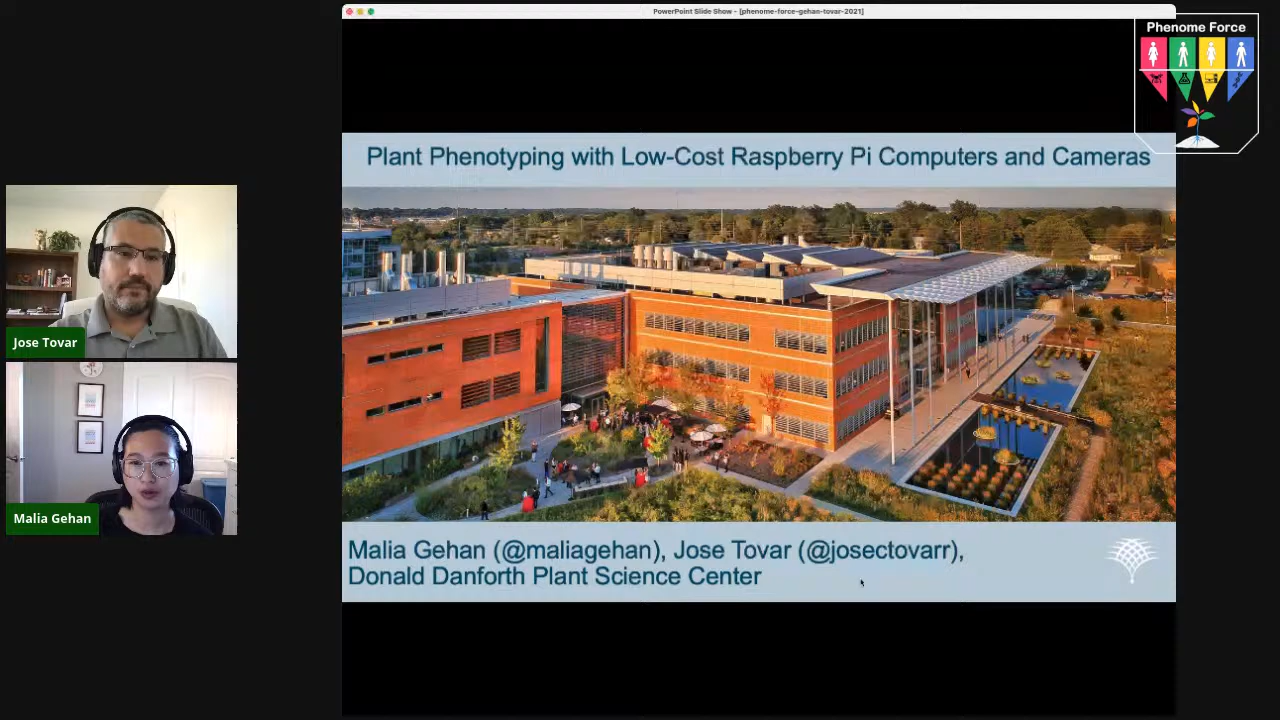 PowerPoint Slide Show - [phenome-force-gehan-tovar-2021]
Phenome Force
Plant Phenotyping with Low-Cost Raspberry Pi Computers and Cameras
Jose Tovar
Malia Gehan
Malia Gehan (@maliagehan), Jose Tovar (@josectovarr),
Donald Danforth Plant Science Center